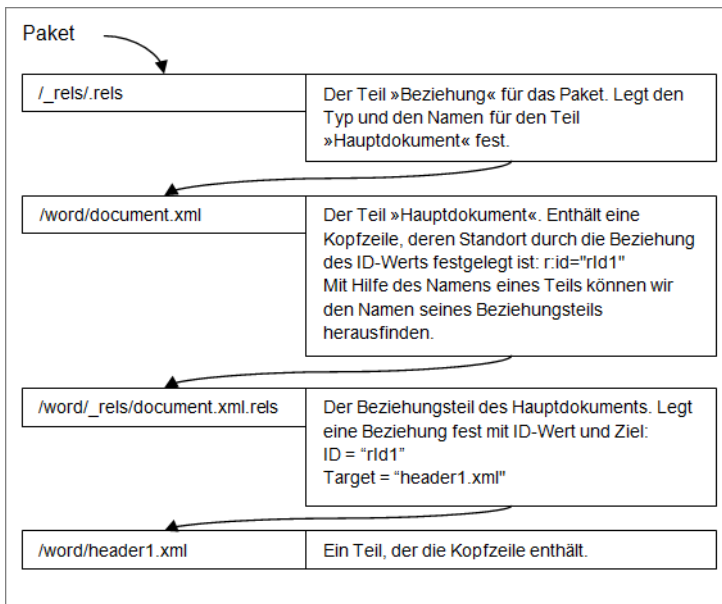 Paket
/_rels/.rels
Der Teil »Beziehung« für das Paket. Legt den
Typ und den Namen für den Teil
»Hauptdokument« fest.
/word/document.xml
Der Teil »Hauptdokument«. Enthält eine
Kopfzeile, deren Standort durch die Beziehung
des ID-Werts festgelegt ist: r:id="rId1"
Mit Hilfe des Namens eines Teils können wir
den Namen seines Beziehungsteils
herausfinden.
/word/_rels/document.xml.rels
Der Beziehungsteil des Hauptdokuments. Legt
eine Beziehung fest mit ID-Wert und Ziel:
ID = “rId1”
Target = “header1.xml"
/word/header1.xml
Ein Teil, der die Kopfzeile enthält.